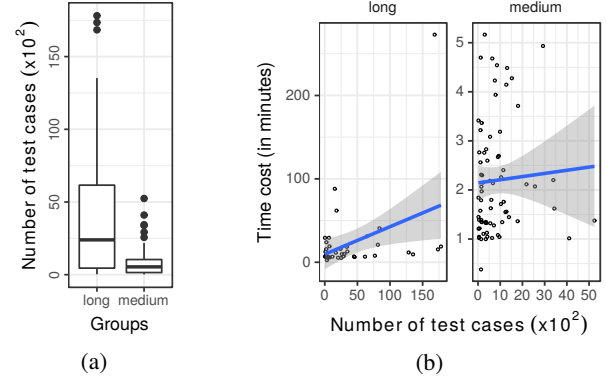 Number of test cases (x10²)
150
100
50
0
long
medium
Groups
(a)
long
medium
Time cost (in minutes)
200
100
0
0
50
100
150
5
4
3
2
1
0
10
20
30
40
50
Number of test cases (x10²)
(b)